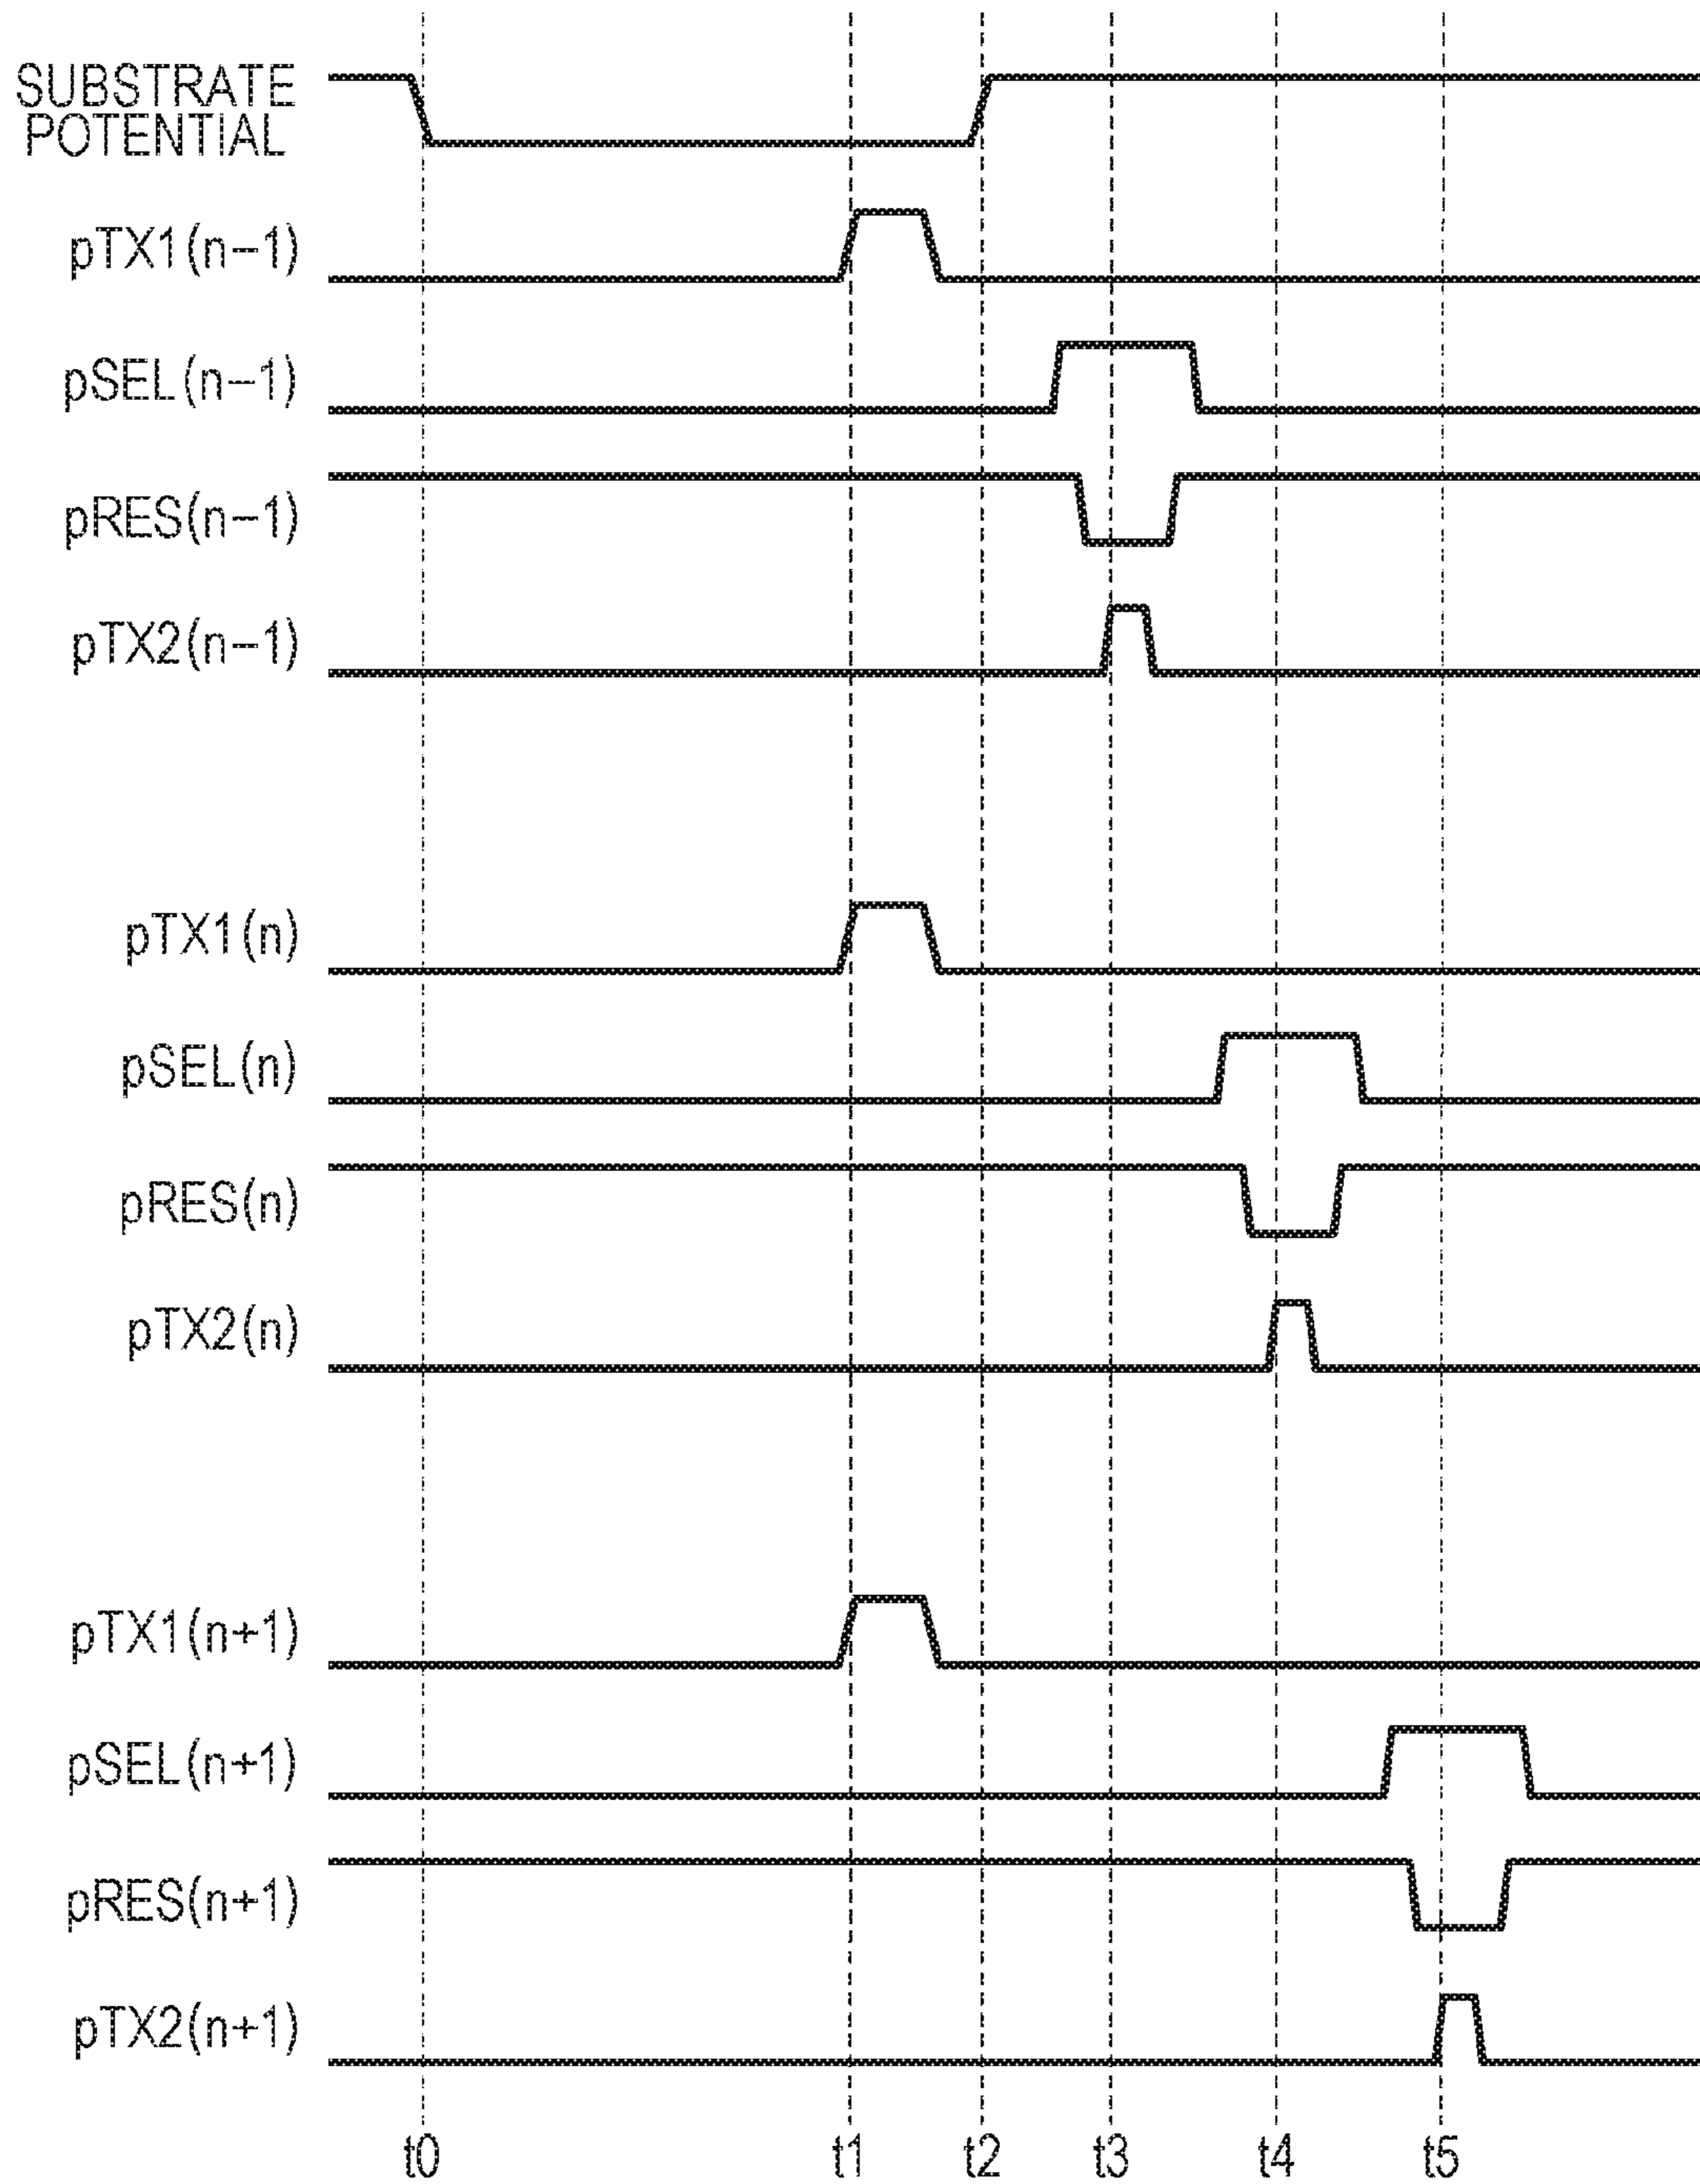 SUBSTRATE
POTENTIAL
pTX1(n−1)
pSEL(n−1)
pRES(n−1)
pTX2(n−1)
pTX1(n)
pSEL(n)
pRES(n)
pTX2(n)
pTX1(n+1)
pSEL(n+1)
pRES(n+1)
pTX2(n+1)
t0 t1 t2 t3 t4 t5